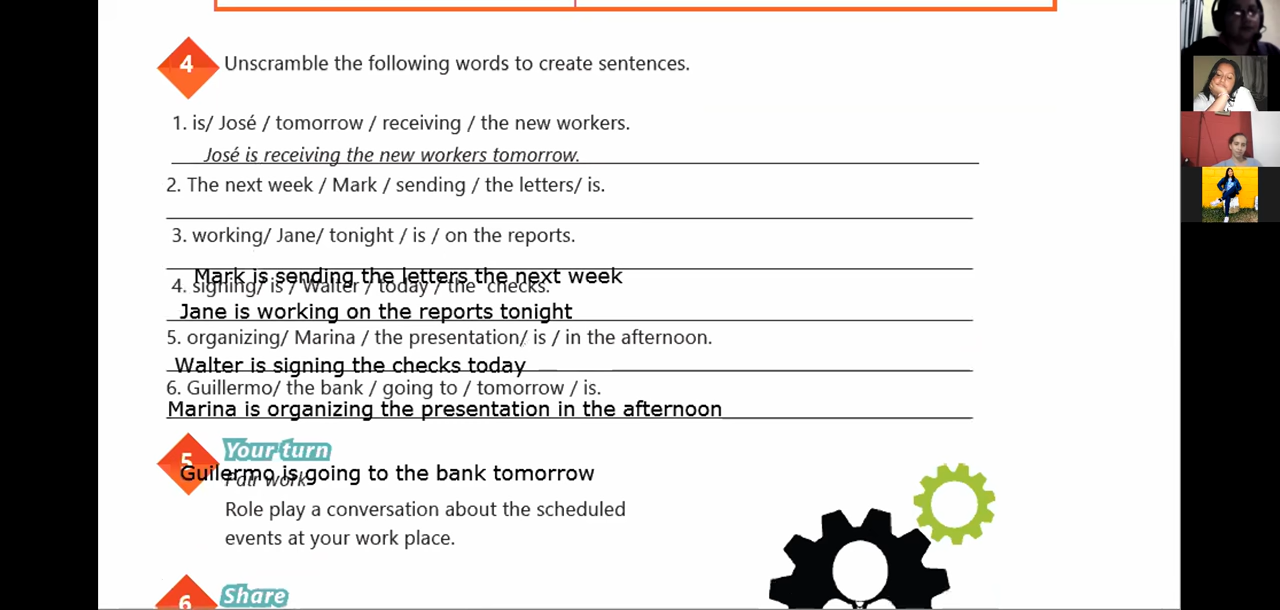 4
Unscramble the following words to create sentences.
1. is/ José / tomorrow / receiving / the new workers.
José is receiving the new workers tomorrow.
2. The next week / Mark / sending / the letters/ is.
3. working/ Jane/ tonight / is / on the reports.
Mark is sending the letters the next week
4. signing/ is / Walter / today / the checks.
Jane is working on the reports tonight
5. organizing/ Marina / the presentation/ is / in the afternoon.
Walter is signing the checks today
6. Guillermo/ the bank / going to / tomorrow / is.
Marina is organizing the presentation in the afternoon
5
Your turn
Guilermo is going to the bank tomorrow
Pair work
Role play a conversation about the scheduled
events at your work place.
6
Share